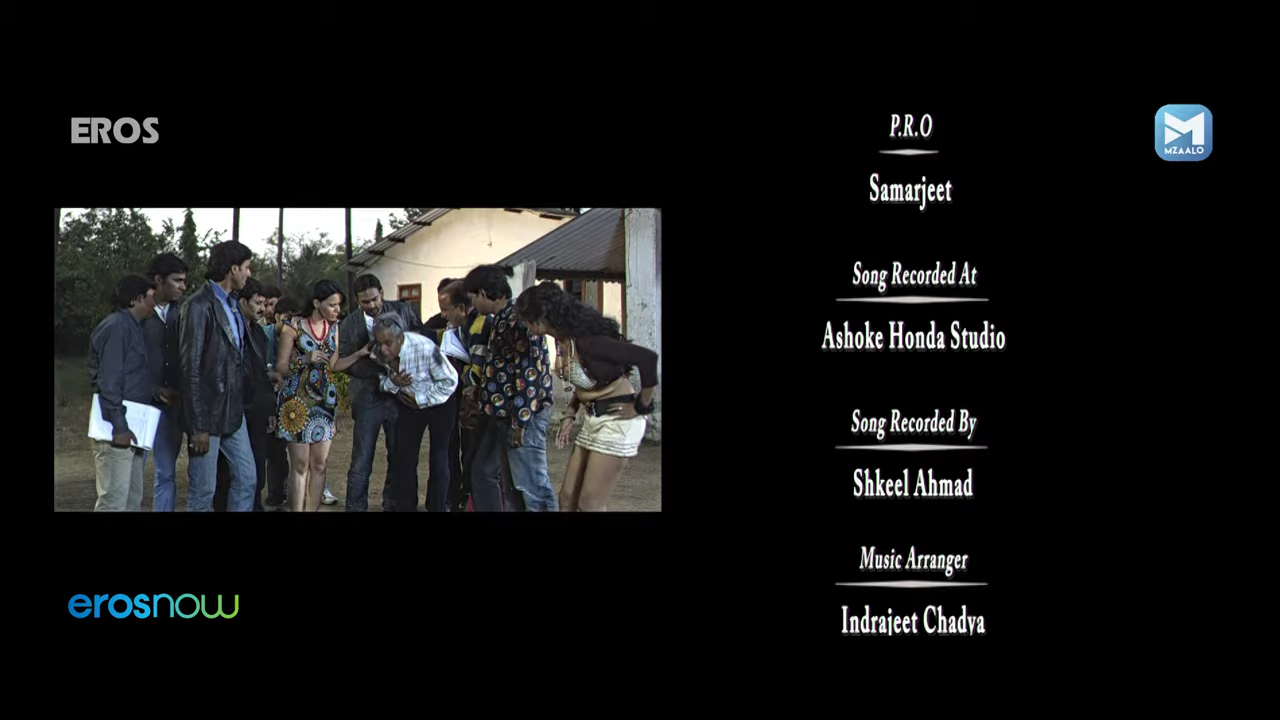 EROS
P.R.O
Samarjeet
MZAALO
Song Recorded At
Ashoke Honda Studio
Song Recorded By
Shkeel Ahmad
Music Arranger
Indrajeet Chadya
erosnow